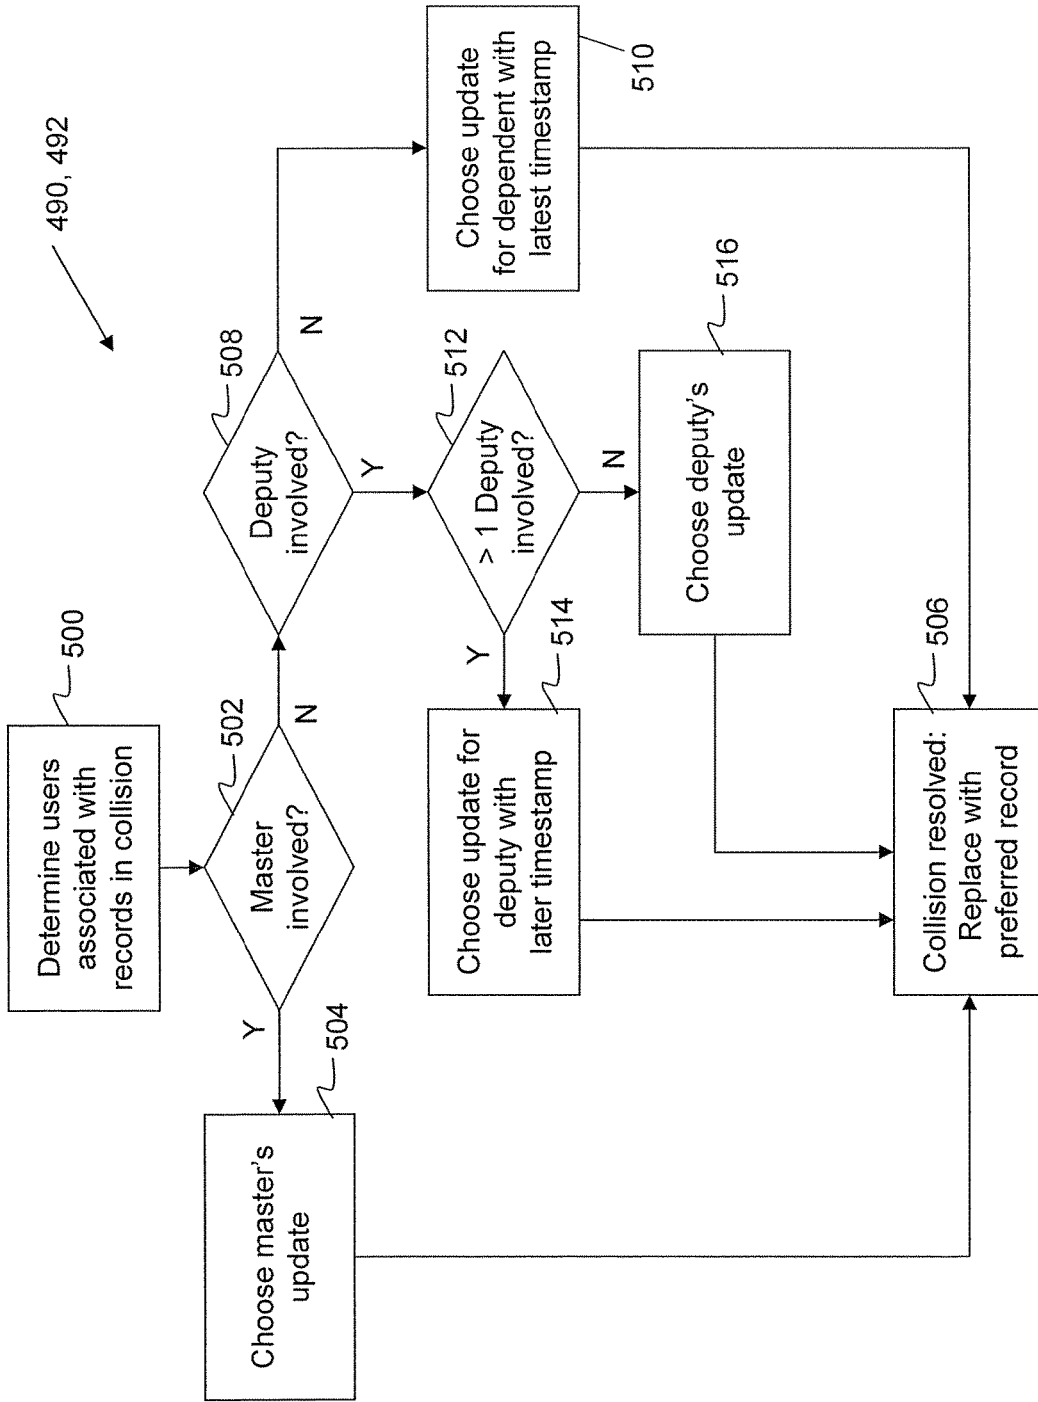 490, 492
500
Determine users
associated with
records in collision
502
Master
involved?
Y
N
504
Choose master's
update
508
Deputy
involved?
N
Y
510
Choose update
for dependent with
latest timestamp
512
> 1 Deputy
involved?
Y
N
514
Choose update for
deputy with
later timestamp
516
Choose deputy's
update
506
Collision resolved:
Replace with
preferred record